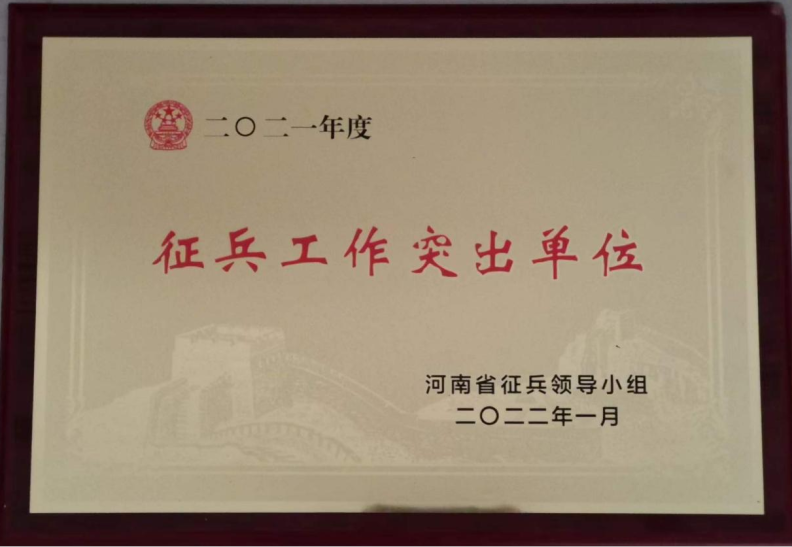 二〇二一年度
征兵工作突出单位
河南省征兵领导小组
二〇二二年一月